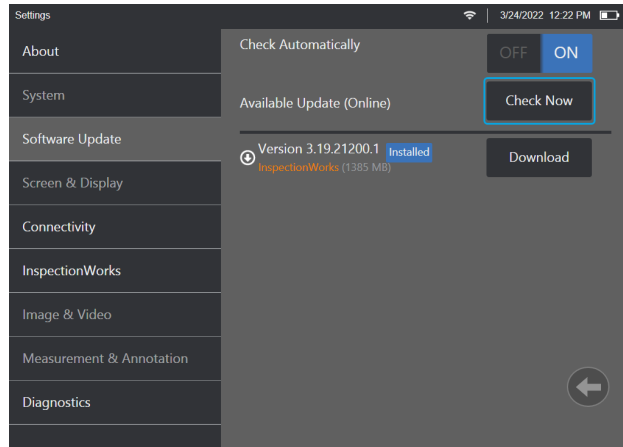 Settings
3/24/2022 12:22 PM
About
System
Software Update
Screen & Display
Connectivity
InspectionWorks
Image & Video
Measurement & Annotation
Diagnostics
Check Automatically
OFF ON
Available Update (Online)
Check Now
Version 3.19.21200.1 Installed
InspectionWorks (1385 MB)
Download